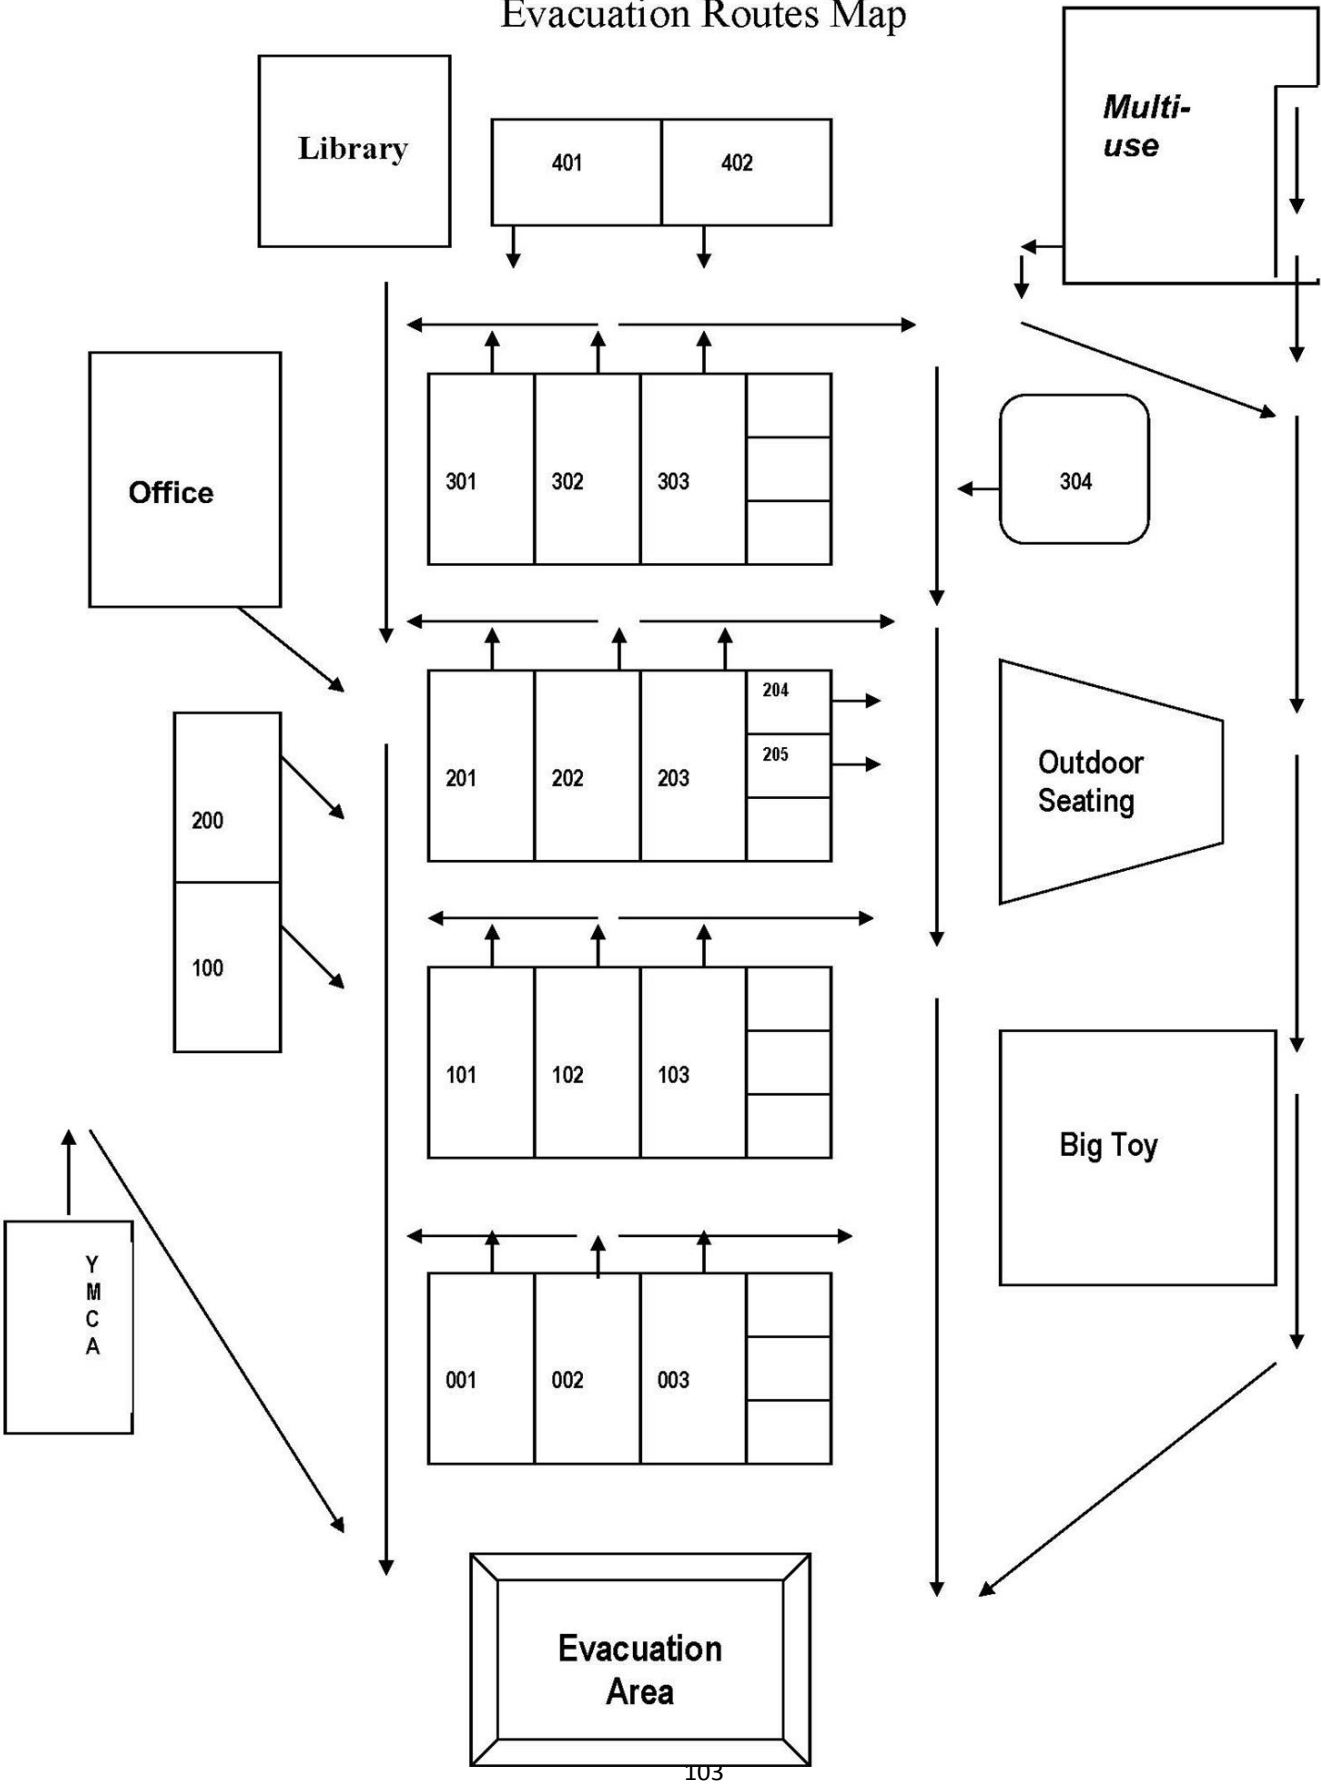 Evacuation Routes Map
Library
401
402
Multi-
use
Office
301
302
303
304
200
100
201
202
203
204
205
Outdoor
Seating
101
102
103
Big Toy
Y
M
C
A
001
002
003
Evacuation
Area
103